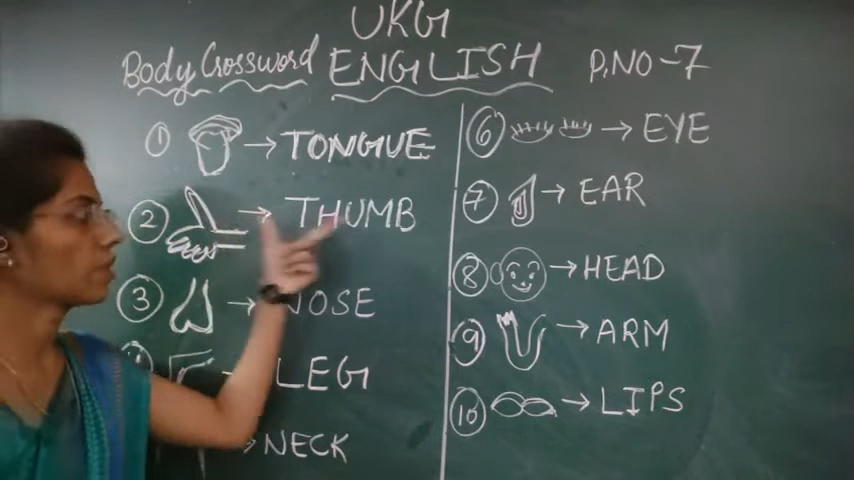 UKG
Body Crossword ENGLISH P.NO-7
① → TONGUE
② → THUMB
③ → NOSE
→ LEG
→ NECK
⑥ → EYE
⑦ → EAR
⑧ → HEAD
⑨ → ARM
⑩ → LIPS